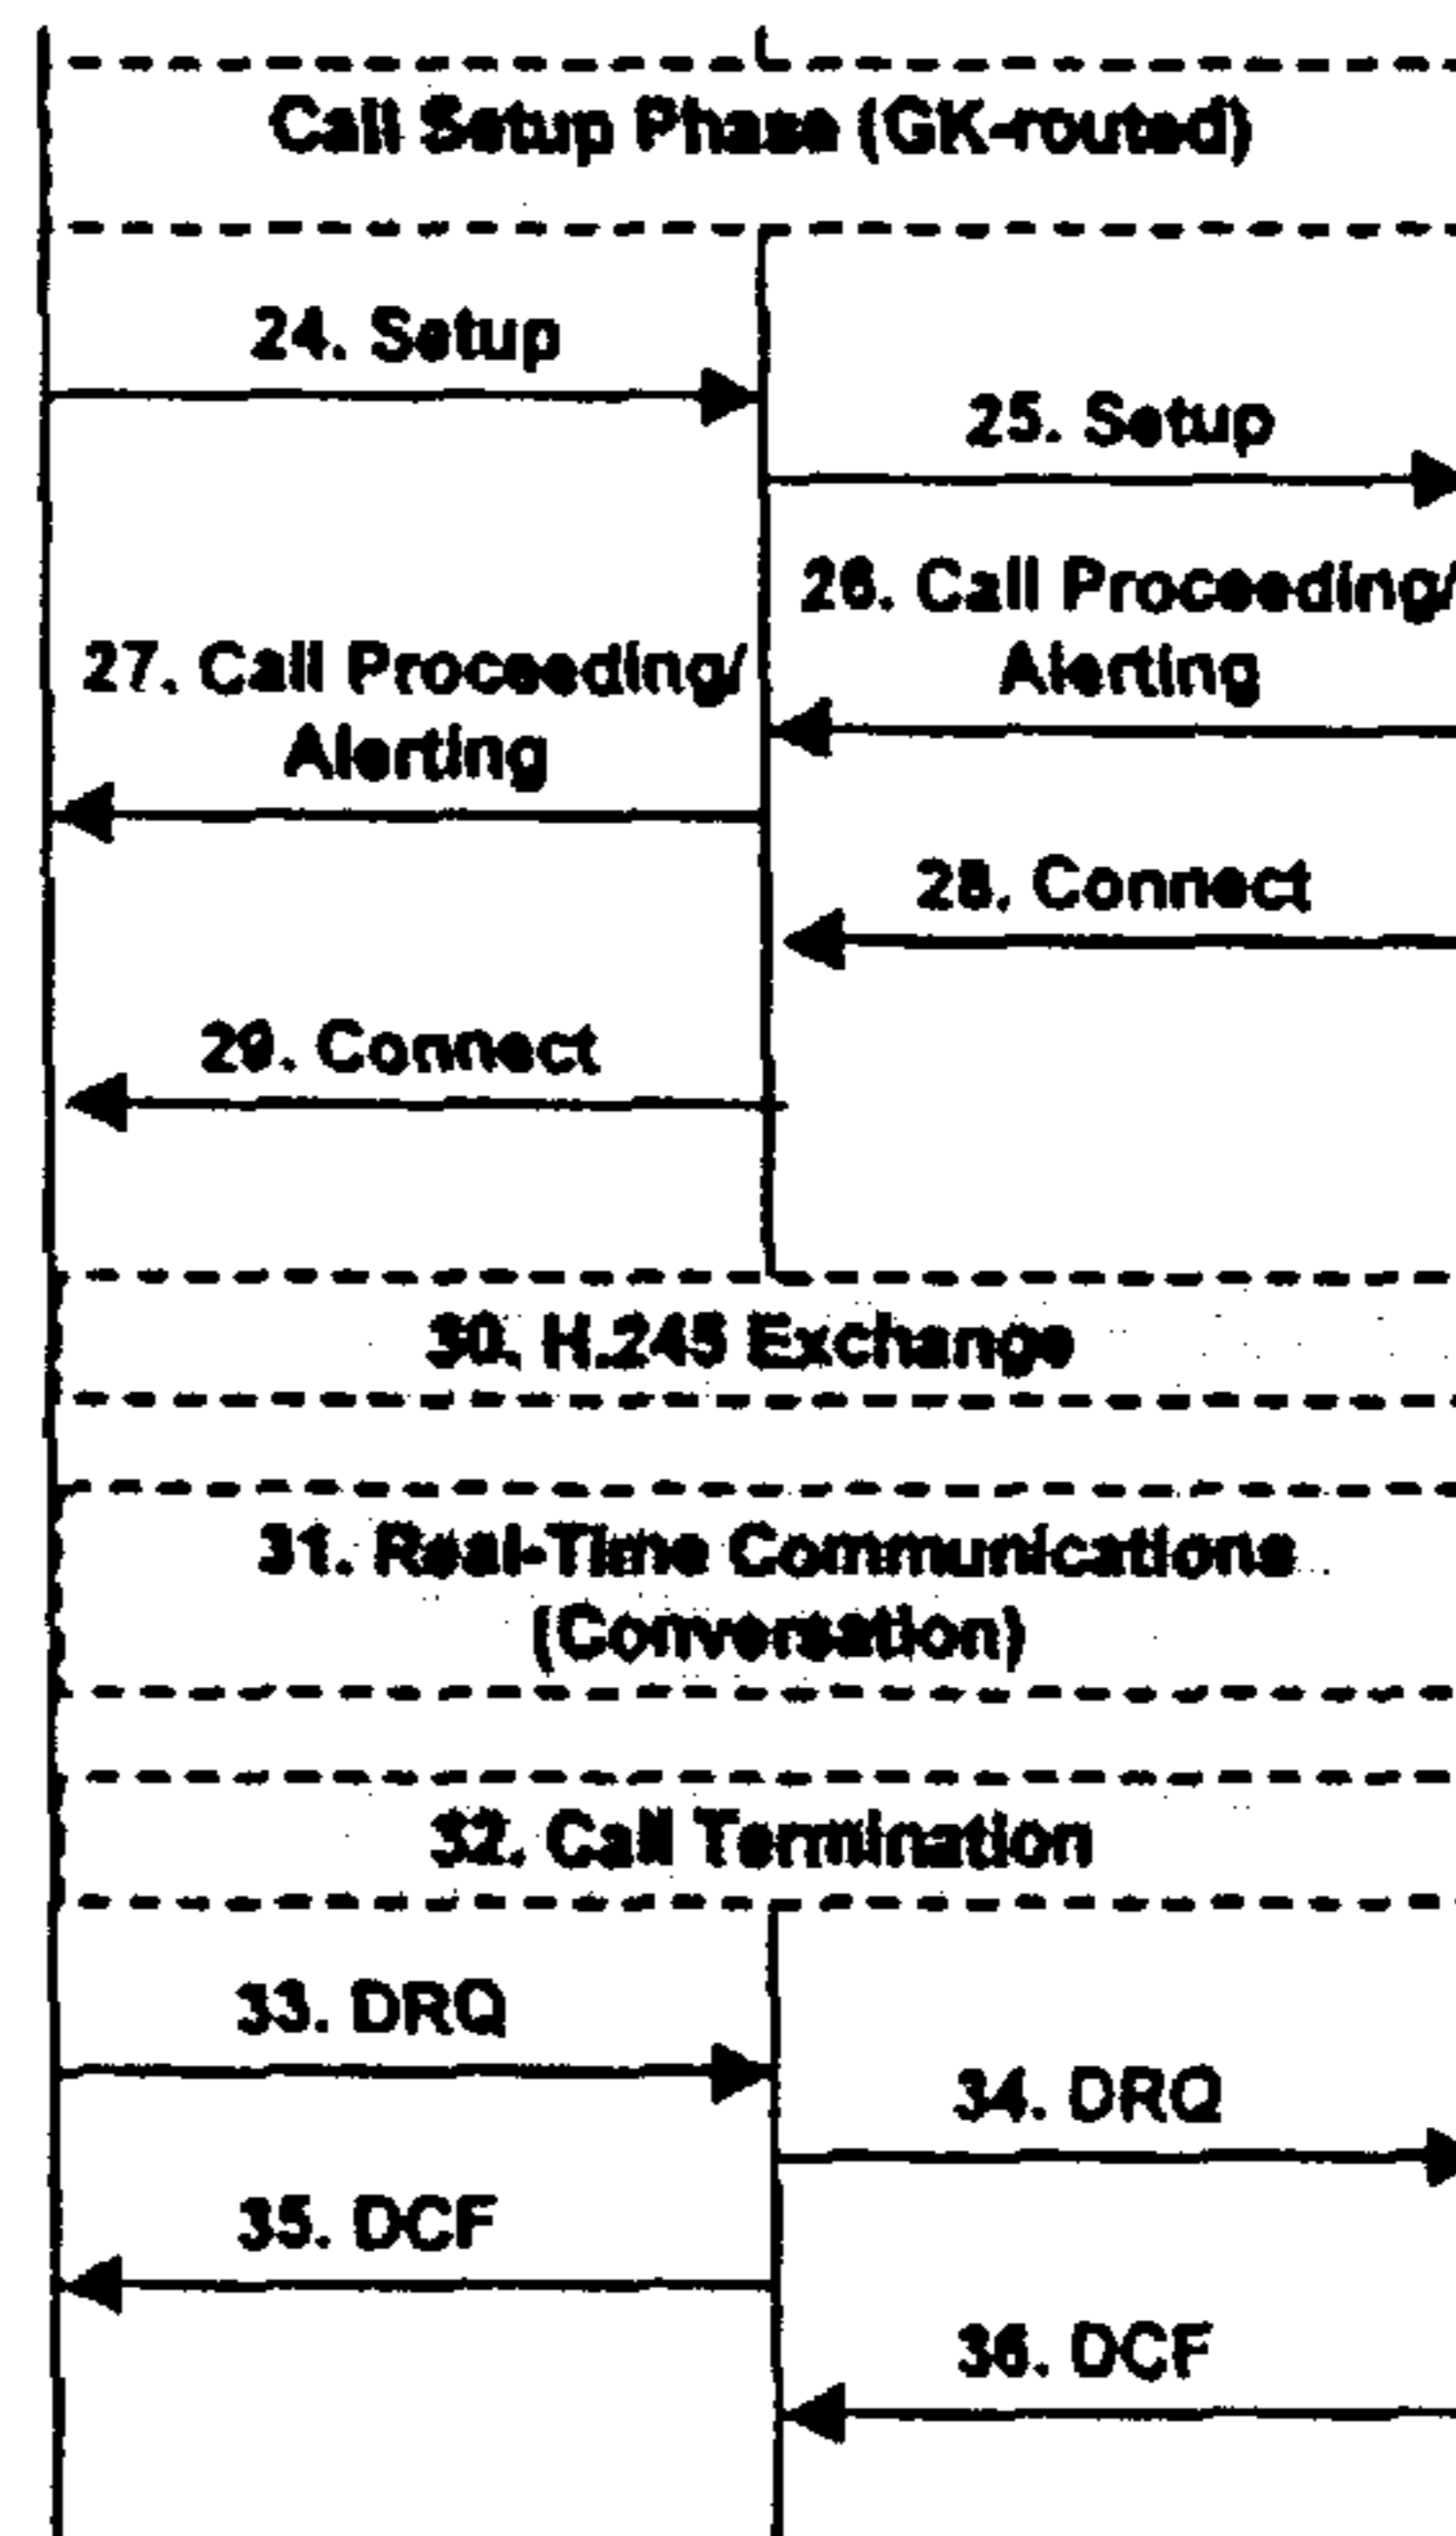 Call Setup Phase (GK-routed)
24. Setup
25. Setup
26. Call Proceeding/
Alerting
27. Call Proceeding/
Alerting
28. Connect
29. Connect
30. H.245 Exchange
31. Real-Time Communications
(Conversation)
32. Call Termination
33. DRQ
34. DRQ
35. DCF
36. DCF